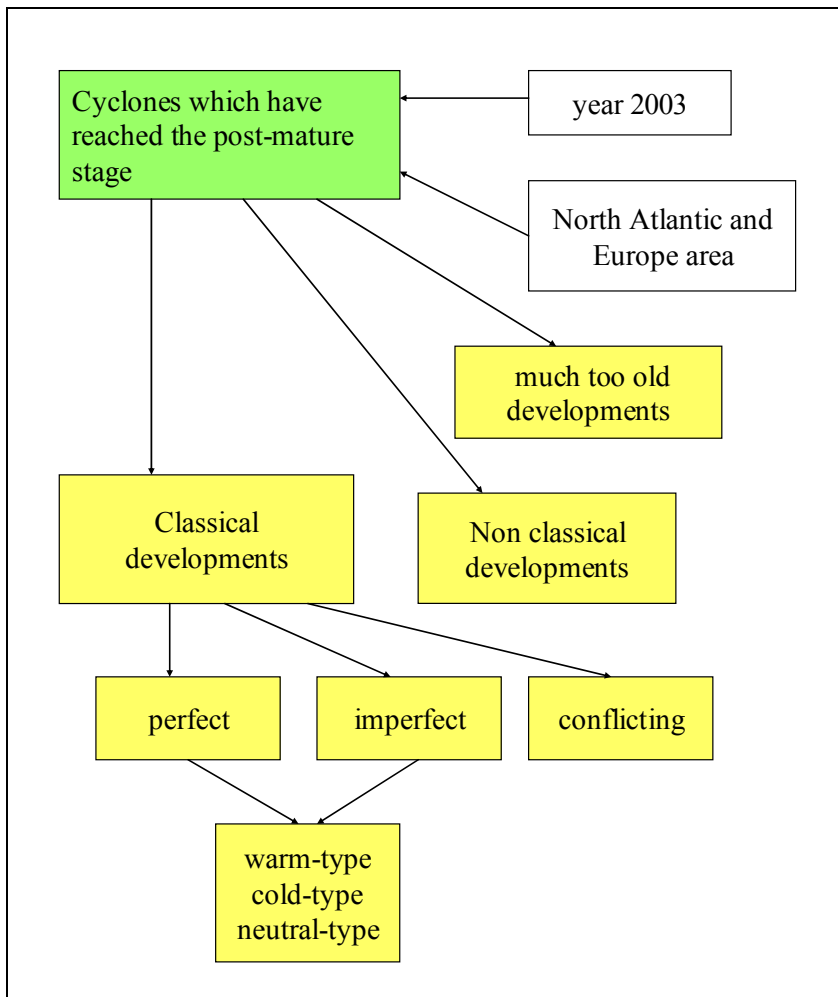 Cyclones which have
reached the post-mature
stage
year 2003
North Atlantic and
Europe area
much too old
developments
Classical
developments
Non classical
developments
perfect
imperfect
conflicting
warm-type
cold-type
neutral-type